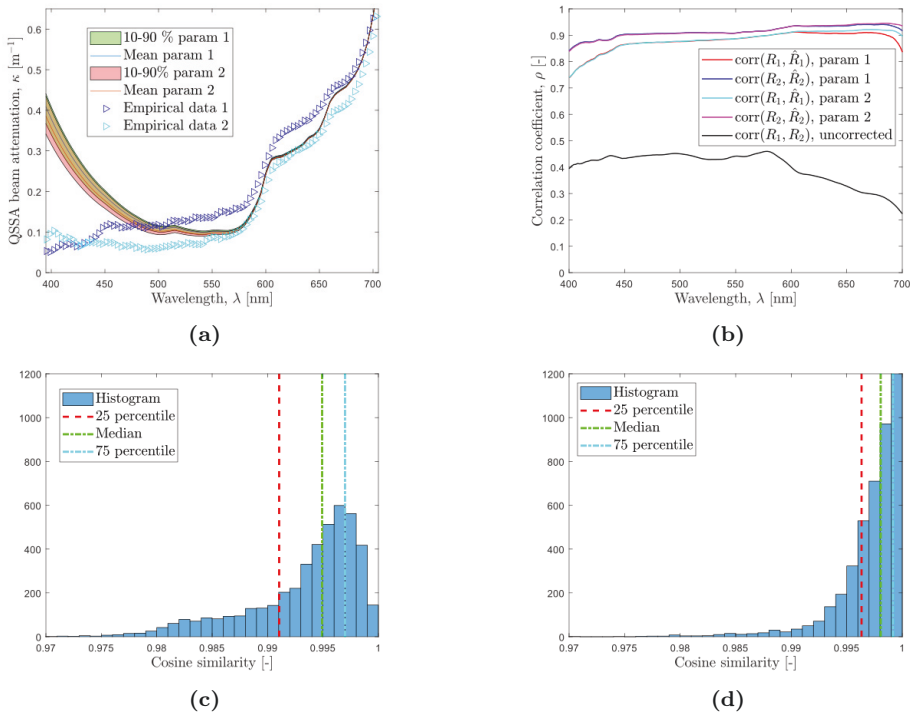 QSSA beam attenuation, κ [m⁻¹]
0.6
0.5
0.4
0.3
0.2
0.1
0
10-90 % param 1
Mean param 1
10-90% param 2
Mean param 2
Empirical data 1
Empirical data 2
400 450 500 550 600 650 700
Wavelength, λ [nm]
(a)
Correlation coefficient, ρ [-]
1
0.9
0.8
0.7
0.6
0.5
0.4
0.3
0.2
0.1
0
corr(R₁, R̂₁), param 1
corr(R₂, R̂₂), param 1
corr(R₁, R̂₁), param 2
corr(R₂, R̂₂), param 2
corr(R₁, R₂), uncorrected
400 450 500 550 600 650 700
Wavelength, λ [nm]
(b)
1200
1000
800
600
400
200
0
Histogram
25 percentile
Median
75 percentile
0.97 0.975 0.98 0.985 0.99 0.995 1
Cosine similarity [-]
(c)
1200
1000
800
600
400
200
0
Histogram
25 percentile
Median
75 percentile
0.97 0.975 0.98 0.985 0.99 0.995 1
Cosine similarity [-]
(d)